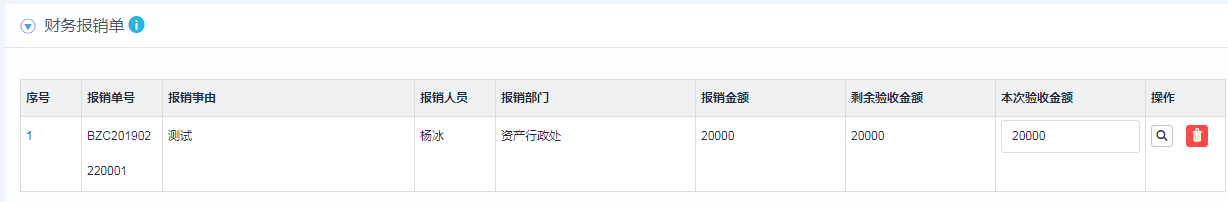 财务报销单
序号 报销单号 报销事由 报销人员 报销部门 报销金额 剩余验收金额 本次验收金额 操作
1 BZC201902 测试 杨冰 资产行政处 20000 20000 20000
220001